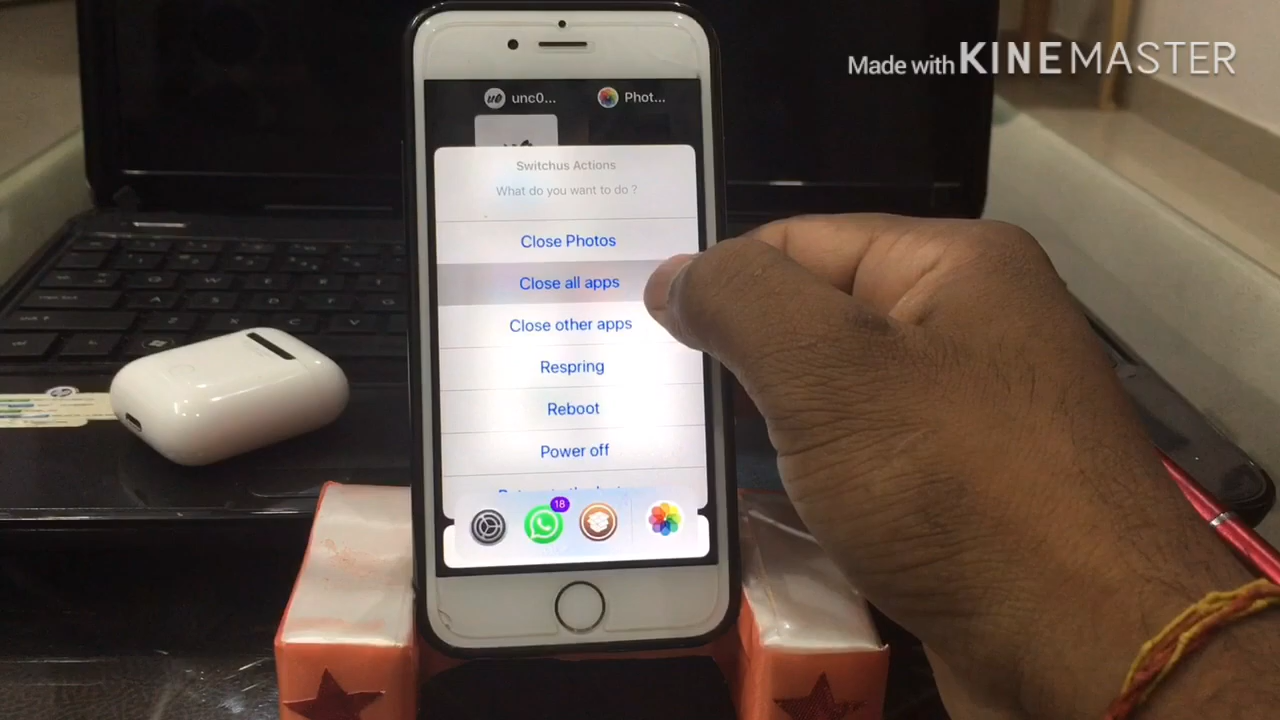 Made with KINEMASTER
unc0...
Phot...
Switchus Actions
What do you want to do ?
Close Photos
Close all apps
Close other apps
Respring
Reboot
Power off
18